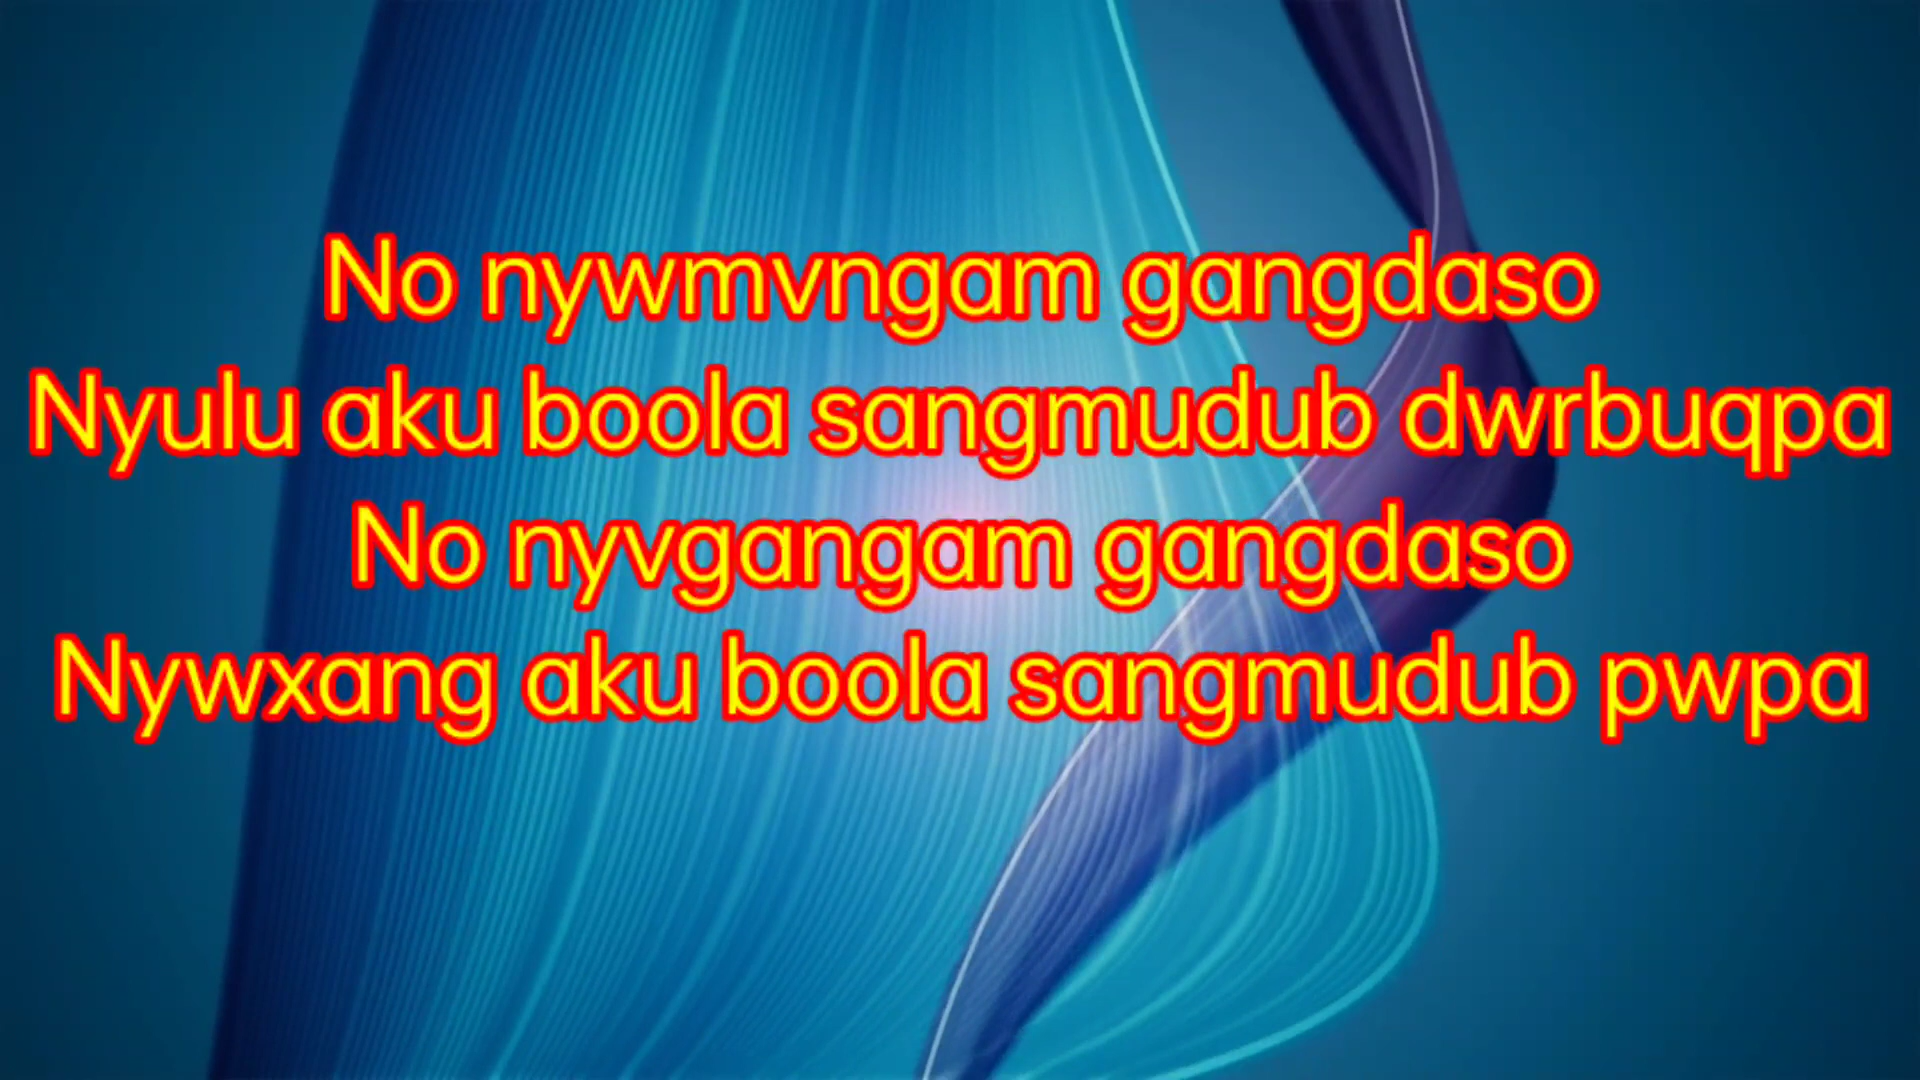 No nywmvngam gangdaso
Nyulu aku boola sangmudub dwrbuqpa
No nyvgangam gangdaso
Nywxang aku boola sangmudub pwpa